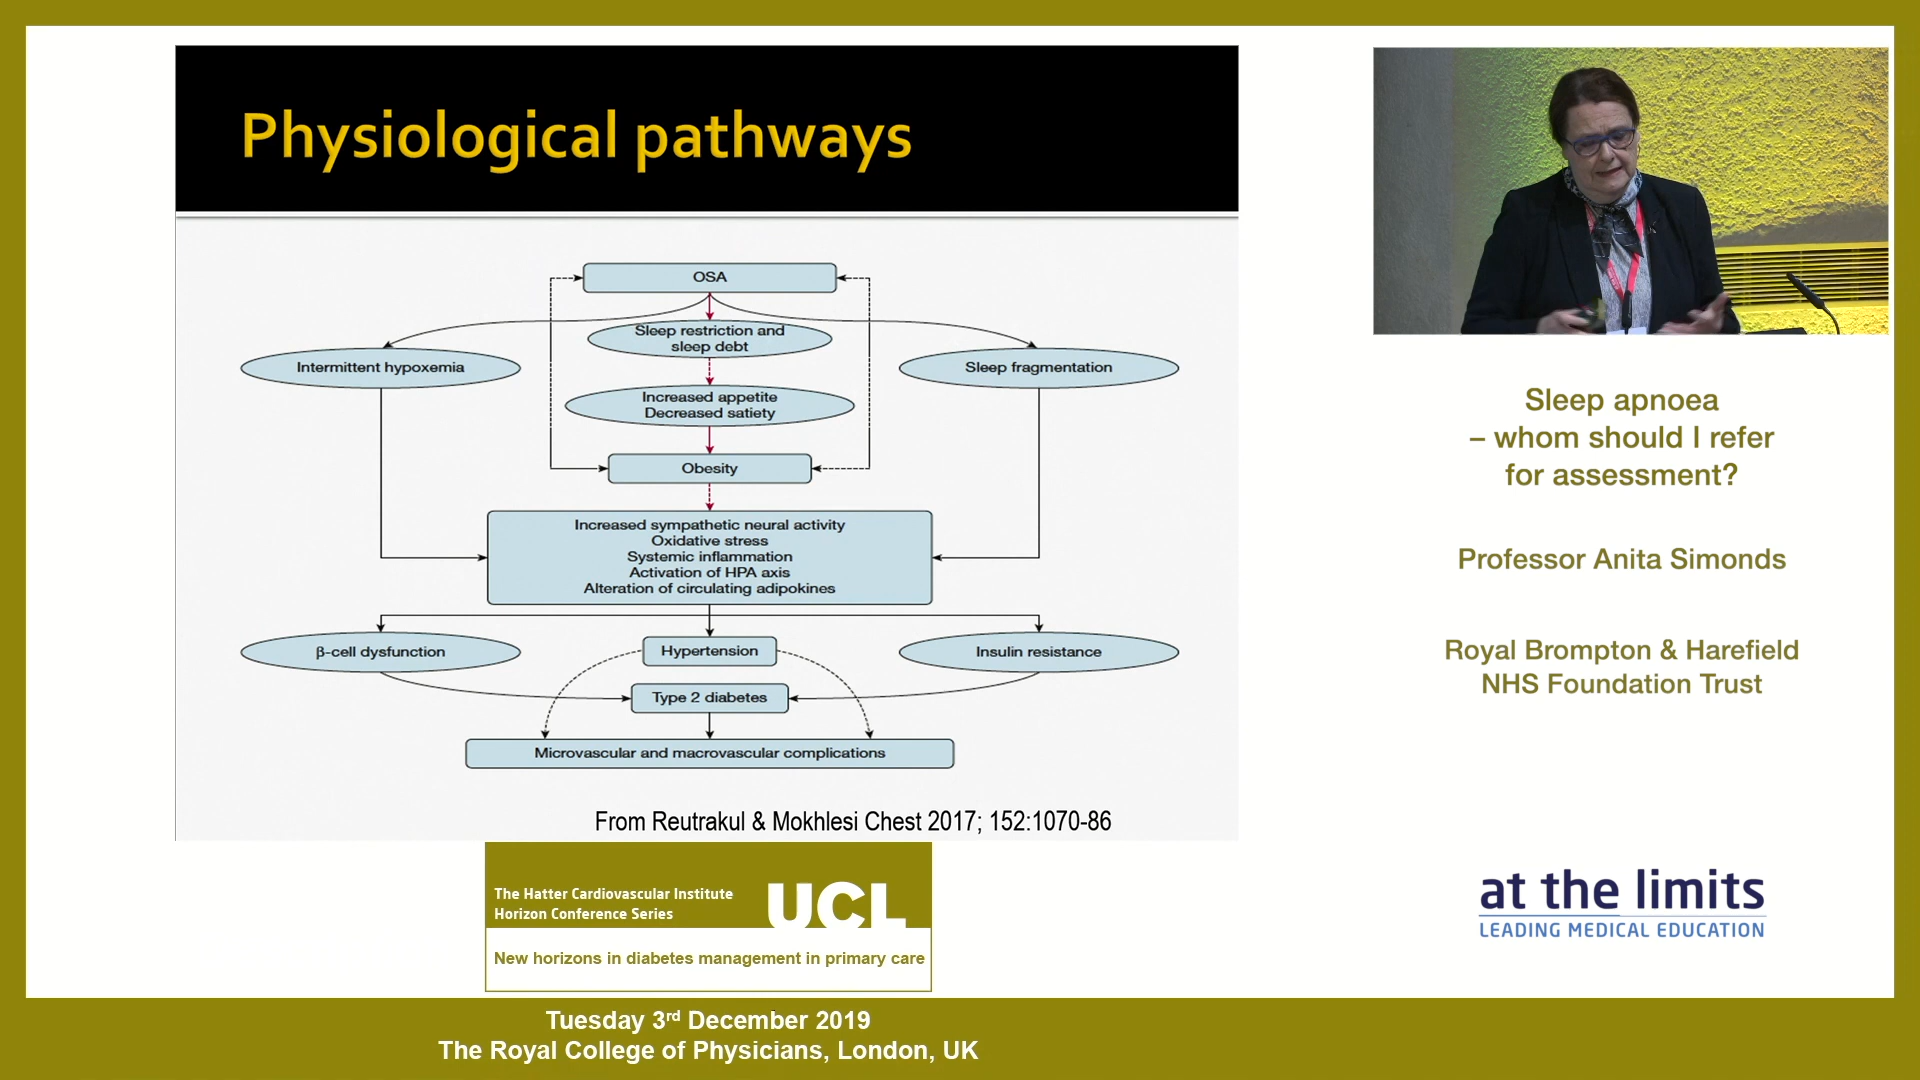 Physiological pathways
OSA
Sleep restriction and
sleep debt
Intermittent hypoxemia
Sleep fragmentation
Increased appetite
Decreased satiety
Obesity
Increased sympathetic neural activity
Oxidative stress
Systemic inflammation
Activation of HPA axis
Alteration of circulating adipokines
β-cell dysfunction
Hypertension
Insulin resistance
Type 2 diabetes
Microvascular and macrovascular complications
From Reutrakul & Mokhlesi Chest 2017; 152:1070-86
Sleep apnoea
– whom should I refer
for assessment?
Professor Anita Simonds
Royal Brompton & Harefield
NHS Foundation Trust
The Hatter Cardiovascular Institute
Horizon Conference Series
UCL
New horizons in diabetes management in primary care
at the limits
LEADING MEDICAL EDUCATION
Tuesday 3rd December 2019
The Royal College of Physicians, London, UK